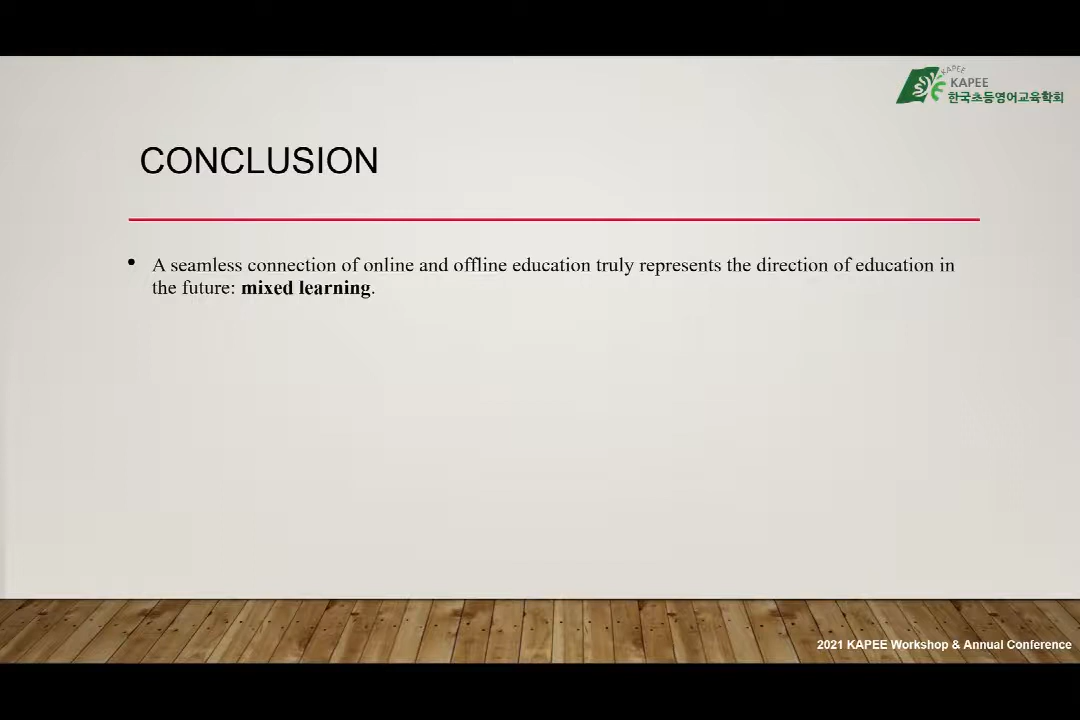 KAPEE
KAPEE
한국초등영어교육학회
CONCLUSION
• A seamless connection of online and offline education truly represents the direction of education in
the future: mixed learning.
2021 KAPEE Workshop & Annual Conference